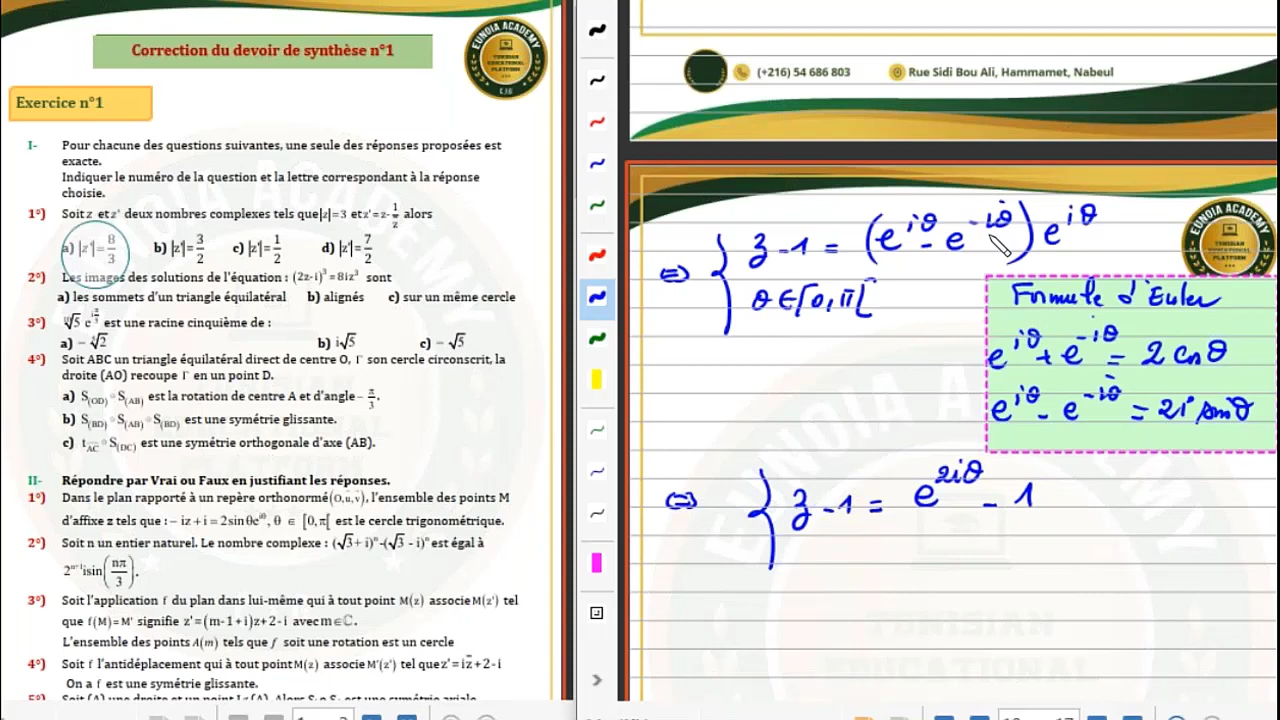 Correction du devoir de synthèse n°1
EUNOIA ACADEMY
TUNISIAN EDUCATIONAL PLATFORM
Exercice n°1
I- Pour chacune des questions suivantes, une seule des réponses proposées est
exacte.
Indiquer le numéro de la question et la lettre correspondant à la réponse
choisie.
1°) Soit z et z' deux nombres complexes tels que |z|=3 et z'=z-1/z̄ alors
a) |z'|=8/3 b) |z'|=3/2 c) |z'|=1/2 d) |z'|=7/2
2°) Les images des solutions de l'équation : (2z-i)³=8iz³ sont
a) les sommets d'un triangle équilatéral b) alignés c) sur un même cercle
3°) est une racine cinquième de :
b) i√5 c) -√5
4°) Soit ABC un triangle équilatéral direct de centre O, Γ son cercle circonscrit, la
droite (AO) recoupe Γ en un point D.
a) S(OD)∘S(AB) est la rotation de centre A et d'angle -π/3.
b) S(BD)∘S(AB)∘S(BD) est une symétrie glissante.
c) tAC∘S(DC) est une symétrie orthogonale d'axe (AB).
II- Répondre par Vrai ou Faux en justifiant les réponses.
1°) Dans le plan rapporté à un repère orthonormé (O,u,v), l'ensemble des points M
d'affixe z tels que : -iz+i=2sinθe^iθ, θ ∈ [0,π[ est le cercle trigonométrique.
2°) Soit n un entier naturel. Le nombre complexe : (√3+i)ⁿ-(√3-i)ⁿ est égal à
2ⁿ⁺¹isin(nπ/3).
3°) Soit l'application f du plan dans lui-même qui à tout point M(z) associe M(z') tel
que f(M)=M' signifie z'=(m-1+i)z+2-i avec m∈ℂ.
L'ensemble des points A(m) tels que f soit une rotation est un cercle
4°) Soit f l'antidéplacement qui à tout point M(z) associe M'(z') tel que z'=iz̄+2-i
On a f est une symétrie glissante.
(+216) 54 686 803 Rue Sidi Bou Ali, Hammamet, Nabeul
⇔ { z-1 = (e^iθ - e^-iθ) e^iθ
θ ∈ [0,π[
Formule d'Euler
e^iθ + e^-iθ = 2 cosθ
e^iθ - e^-iθ = 2i sinθ
⇔ { z-1 = e^2iθ - 1